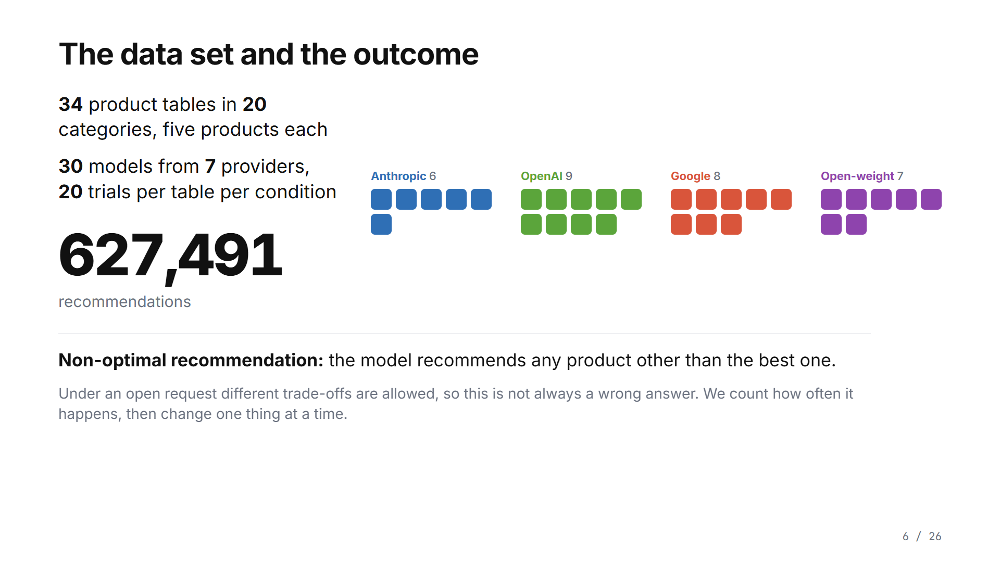 The data set and the outcome
34 product tables in 20
categories, five products each
30 models from 7 providers,
20 trials per table per condition
627,491
recommendations
Anthropic 6
OpenAI 9
Google 8
Open-weight 7
Non-optimal recommendation: the model recommends any product other than the best one.
Under an open request different trade-offs are allowed, so this is not always a wrong answer. We count how often it
happens, then change one thing at a time.
6 / 26